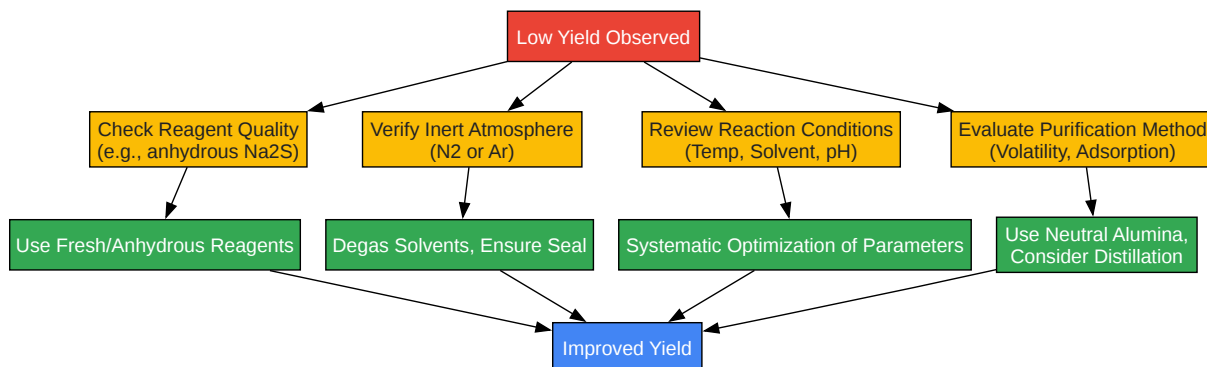 Low Yield Observed
Check Reagent Quality
(e.g., anhydrous Na2S)
Verify Inert Atmosphere
(N2 or Ar)
Review Reaction Conditions
(Temp, Solvent, pH)
Evaluate Purification Method
(Volatility, Adsorption)
Use Fresh/Anhydrous Reagents
Degas Solvents, Ensure Seal
Systematic Optimization of Parameters
Use Neutral Alumina,
Consider Distillation
Improved Yield